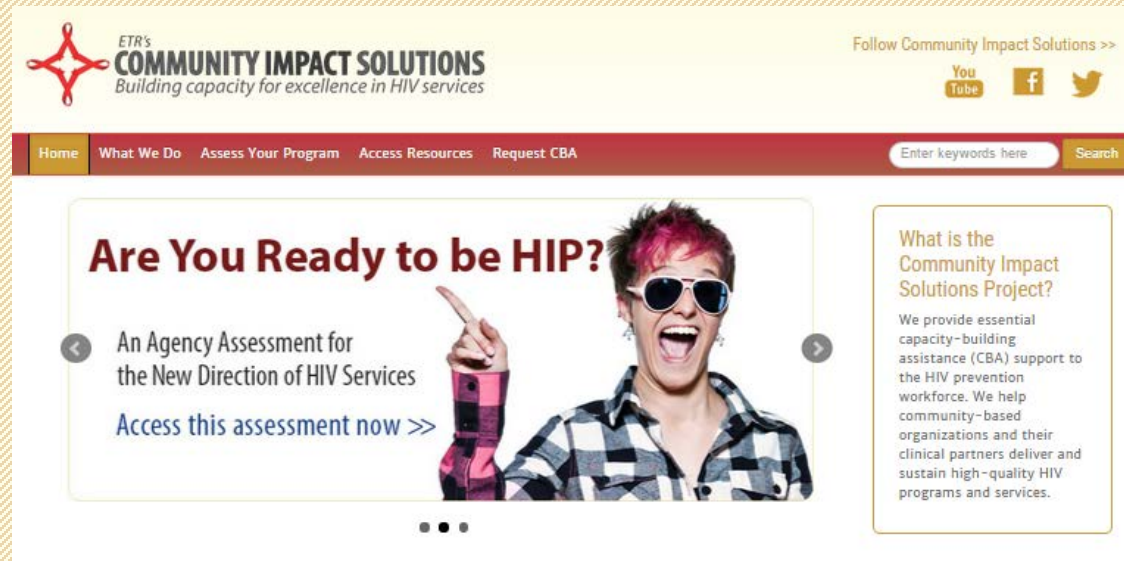 ETR's
COMMUNITY IMPACT SOLUTIONS
Building capacity for excellence in HIV services
Follow Community Impact Solutions >>
You
Tube
f
Home What We Do Assess Your Program Access Resources Request CBA
Enter keywords here Search
Are You Ready to be HIP?
An Agency Assessment for
the New Direction of HIV Services
Access this assessment now >>
What is the
Community Impact
Solutions Project?
We provide essential
capacity-building
assistance (CBA) support to
the HIV prevention
workforce. We help
community-based
organizations and their
clinical partners deliver and
sustain high-quality HIV
programs and services.